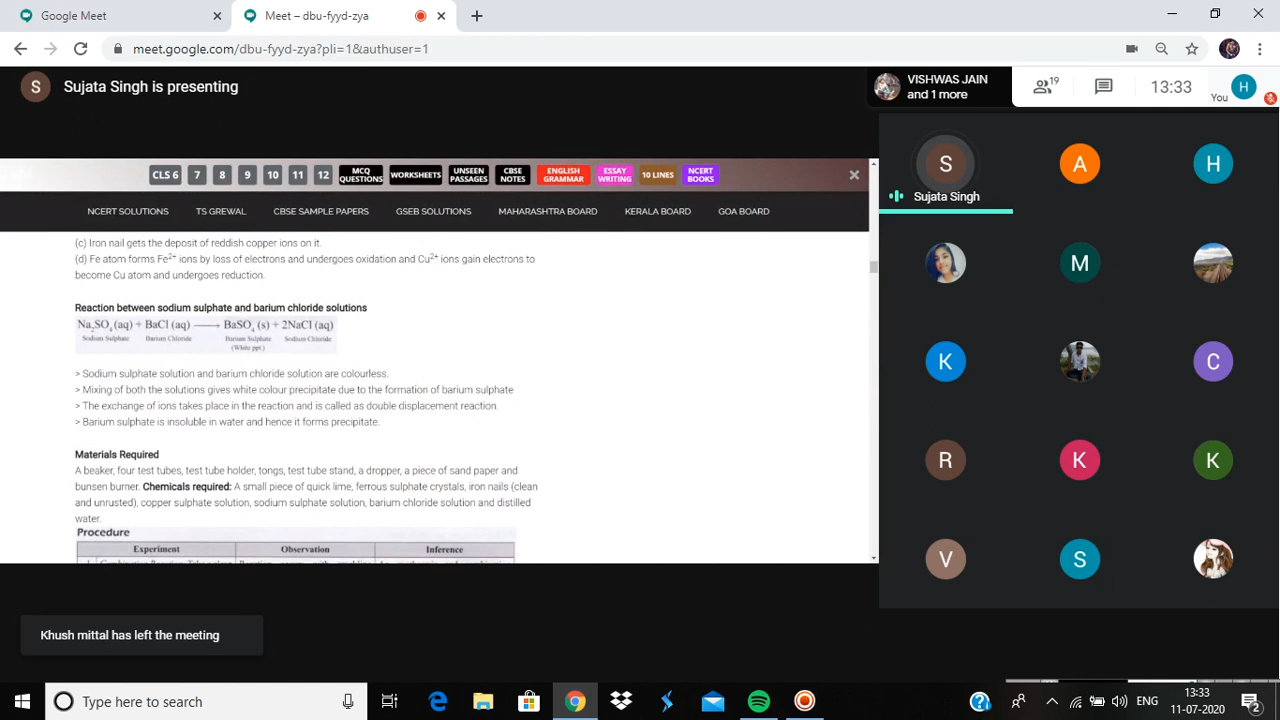 Google Meet
Meet – dbu-fyyd-zya
meet.google.com/dbu-fyyd-zya?pli=1&authuser=1
S Sujata Singh is presenting
VISHWAS JAIN
and 1 more
19
13:33
You
H
CLS 6 7 8 9 10 11 12 MCQ QUESTIONS WORKSHEETS UNSEEN PASSAGES CBSE NOTES ENGLISH GRAMMAR ESSAY WRITING 10 LINES NCERT BOOKS
NCERT SOLUTIONS TS GREWAL CBSE SAMPLE PAPERS GSEB SOLUTIONS MAHARASHTRA BOARD KERALA BOARD GOA BOARD
(c) Iron nail gets the deposit of reddish copper ions on it.
(d) Fe atom forms Fe2+ ions by loss of electrons and undergoes oxidation and Cu2+ ions gain electrons to
become Cu atom and undergoes reduction.
Reaction between sodium sulphate and barium chloride solutions
Na2SO4 (aq) + BaCl (aq) ⟶ BaSO4 (s) + 2NaCl (aq)
Sodium Sulphate Barium Chloride Barium Sulphate Sodium Chloride
(White ppt.)
> Sodium sulphate solution and barium chloride solution are colourless.
> Mixing of both the solutions gives white colour precipitate due to the formation of barium sulphate
> The exchange of ions takes place in the reaction and is called as double displacement reaction.
> Barium sulphate is insoluble in water and hence it forms precipitate.
Materials Required
A beaker, four test tubes, test tube holder, tongs, test tube stand, a dropper, a piece of sand paper and
bunsen burner. Chemicals required: A small piece of quick lime, ferrous sulphate crystals, iron nails (clean
and unrusted), copper sulphate solution, sodium sulphate solution, barium chloride solution and distilled
water.
Procedure
Experiment Observation Inference
S A H
Sujata Singh
M
K C
R K K
V S
Khush mittal has left the meeting
Type here to search
ENG
13:33
11-07-2020
2